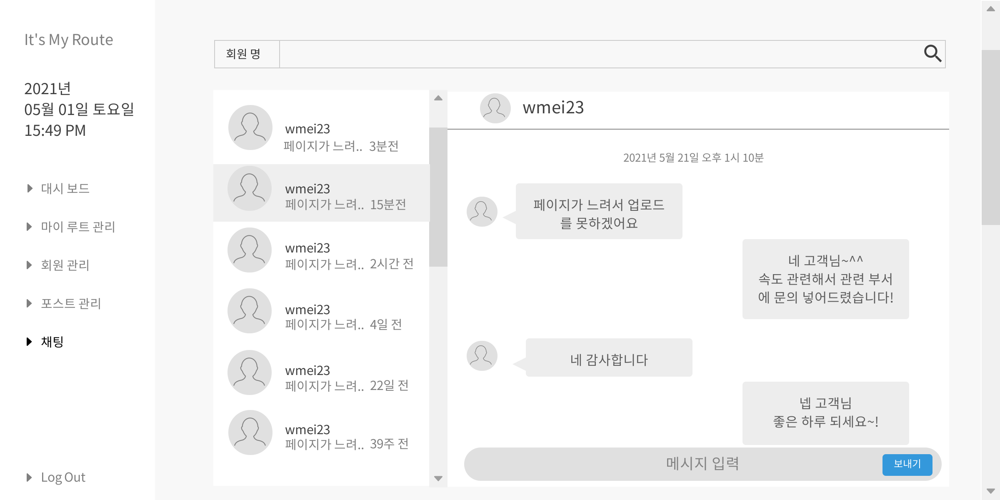 It's My Route
2021년
05월 01일 토요일
15:49 PM
대시 보드
마이 루트 관리
회원 관리
포스트 관리
채팅
Log Out
회원 명
wmei23
페이지가 느려.. 3분전
wmei23
페이지가 느려.. 15분전
wmei23
페이지가 느려.. 2시간 전
wmei23
페이지가 느려.. 4일 전
wmei23
페이지가 느려.. 22일 전
wmei23
페이지가 느려.. 39주 전
wmei23
2021년 5월 21일 오후 1시 10분
페이지가 느려서 업로드
를 못하겠어요
네 고객님~^^
속도 관련해서 관련 부서
에 문의 넣어드렸습니다!
네 감사합니다
넵 고객님
좋은 하루 되세요~!
메시지 입력
보내기